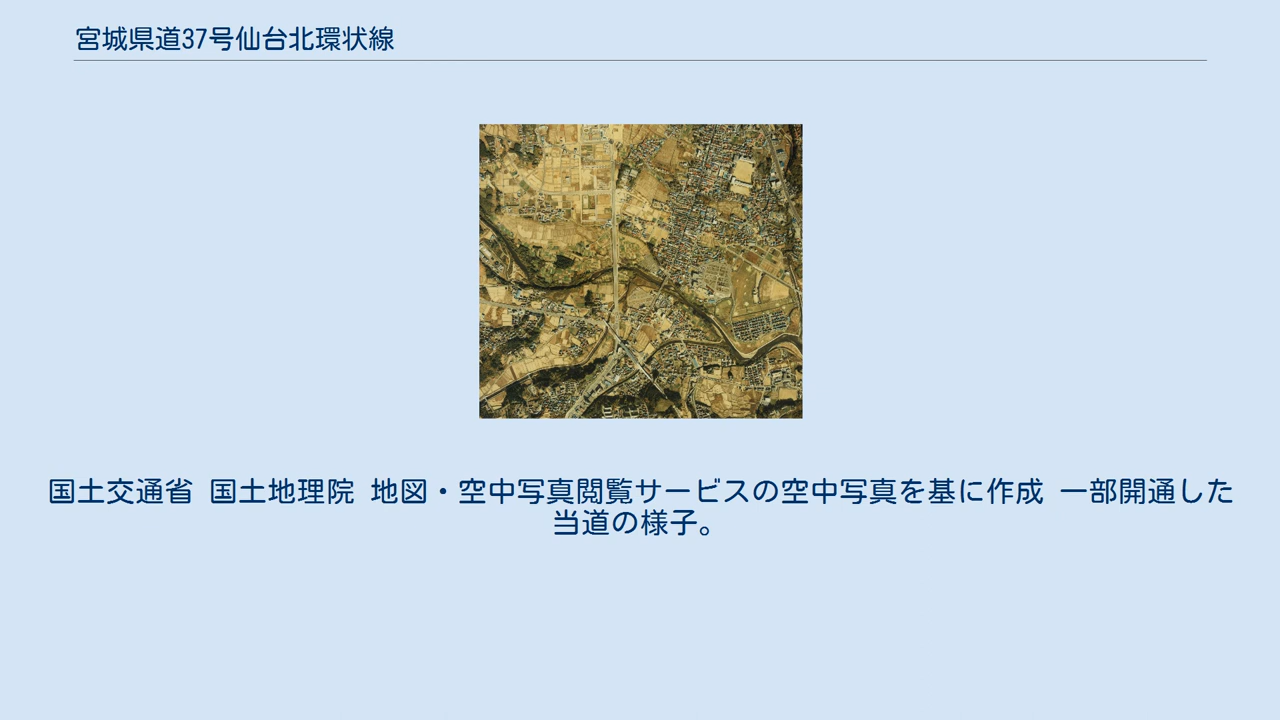 宮城県道37号仙台北環状線
国土交通省 国土地理院 地図・空中写真閲覧サービスの空中写真を基に作成 一部開通した
当道の様子。